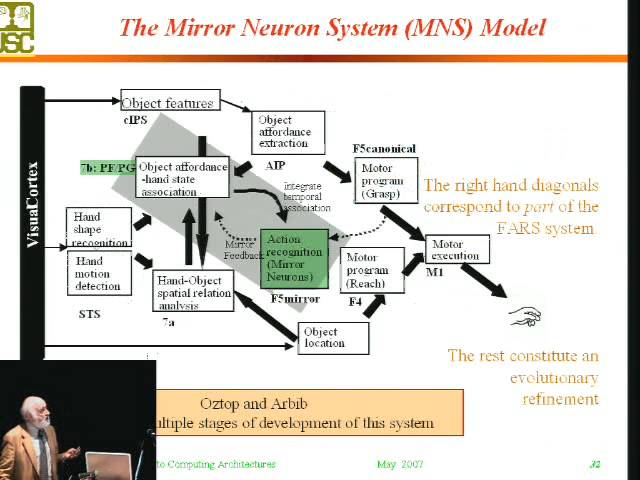 USC
The Mirror Neuron System (MNS) Model
VisuaCortex
Object features
cIPS
Object
affordance
extraction
AIP
F5canonical
Motor
program
(Grasp)
7b: PF/PG
Object affordance
-hand state
association
Integrate
temporal
association
The right hand diagonals
correspond to part of the
FARS system.
Hand
shape
recognition
Hand
motion
detection
STS
Mirror
Feedback
Action
recognition
(Mirror
Neurons)
F5mirror
Motor
program
(Reach)
F4
Motor
execution
M1
Hand-Object
spatial relation
analysis
7a
Object
location
The rest constitute an
evolutionary
refinement
Oztop and Arbib
ultiple stages of development of this system
to Computing Architectures
May 2007
32